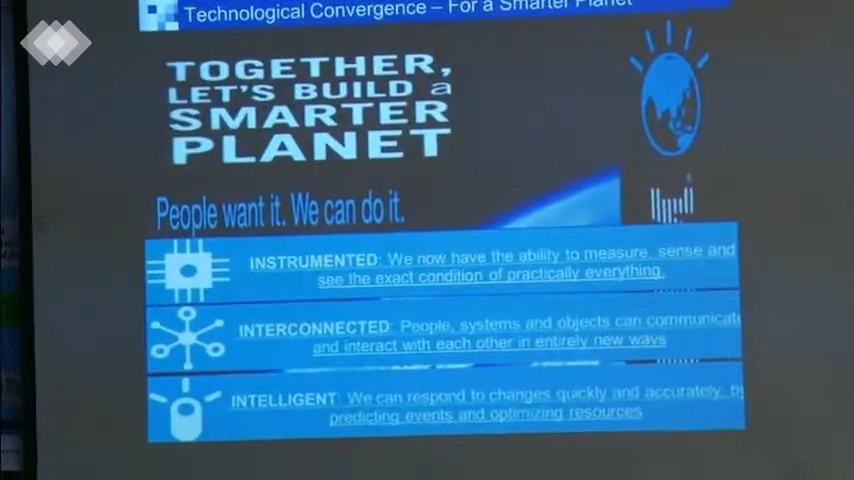 Technological Convergence – For a Smarter Planet
TOGETHER,
LET'S BUILD a
SMARTER
PLANET
People want it. We can do it.
INSTRUMENTED: We now have the ability to measure, sense and
see the exact condition of practically everything.
INTERCONNECTED: People, systems and objects can communicate
and interact with each other in entirely new ways
INTELLIGENT: We can respond to changes quickly and accurately, by
predicting events and optimizing resources